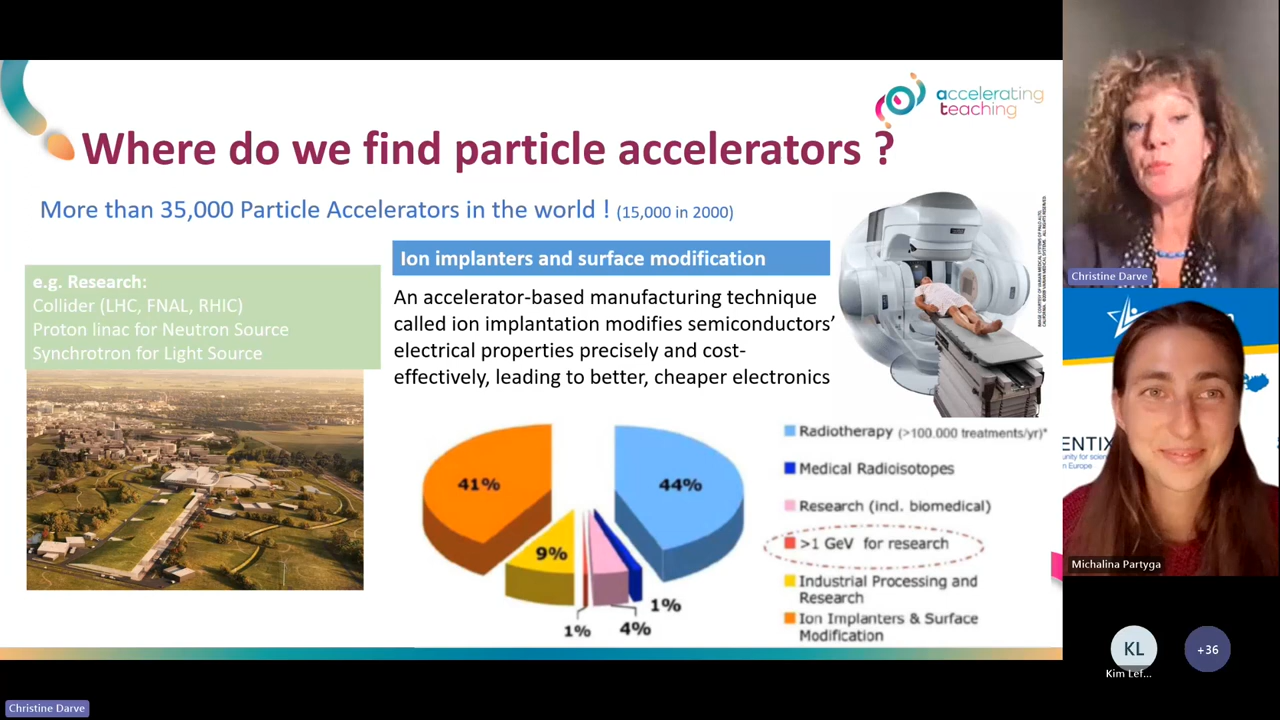 accelerating
teaching
Where do we find particle accelerators ?
More than 35,000 Particle Accelerators in the world ! (15,000 in 2000)
e.g. Research:
Collider (LHC, FNAL, RHIC)
Proton linac for Neutron Source
Synchrotron for Light Source
Ion implanters and surface modification
An accelerator-based manufacturing technique
called ion implantation modifies semiconductors’
electrical properties precisely and cost-
effectively, leading to better, cheaper electronics
41%
44%
9%
1%
4%
1%
Radiotherapy (>100.000 treatments/yr)*
Medical Radioisotopes
Research (incl. biomedical)
>1 GeV for research
Industrial Processing and
Research
Ion Implanters & Surface
Modification
Christine Darve
ENTIX
unity for scien
n Europe
Michalina Partyga
KL
Kim Lef...
+36
Christine Darve